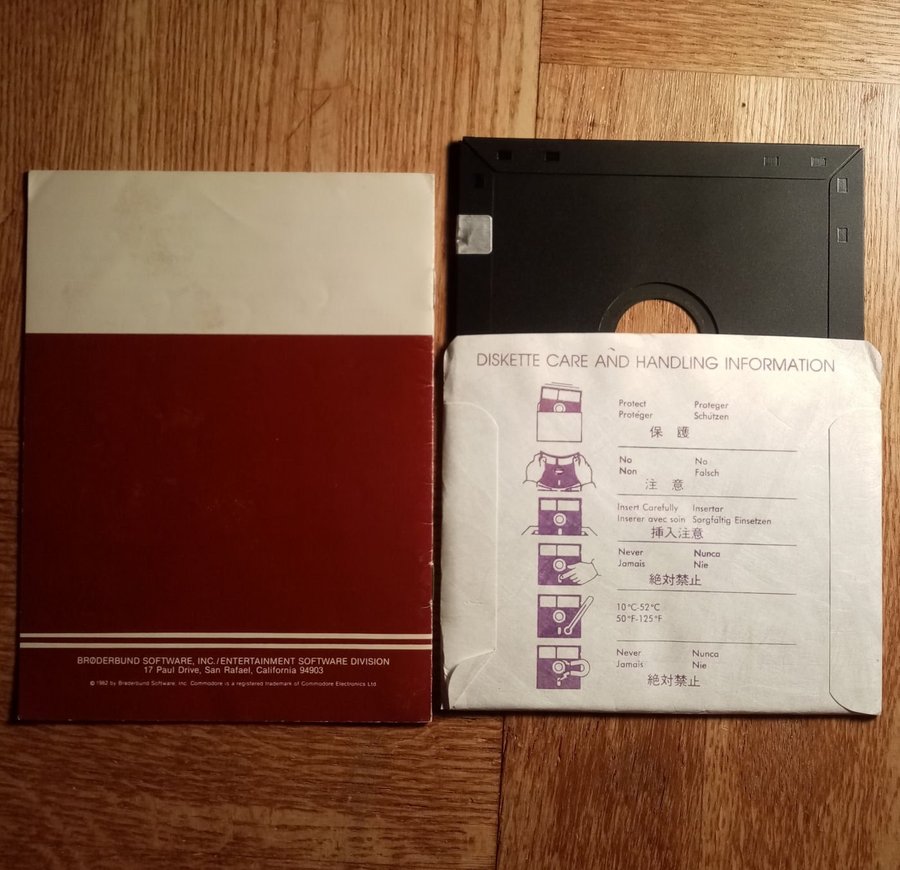 BRØDERBUND SOFTWARE, INC./ENTERTAINMENT SOFTWARE DIVISION
17 Paul Drive, San Rafael, California 94903
© 1982 by Brøderbund Software, Inc. Commodore is a registered trademark of Commodore Electronics Ltd.
DISKETTE CARE AND HANDLING INFORMATION
Protect Proteger
Protéger Schützen
保 護
No No
Non Falsch
注 意
Insert Carefully Insertar
Inserer avec soin Sorgfältig Einsetzen
挿入注意
Never Nunca
Jamais Nie
絶対禁止
10°C-52°C
50°F-125°F
Never Nunca
Jamais Nie
絶対禁止